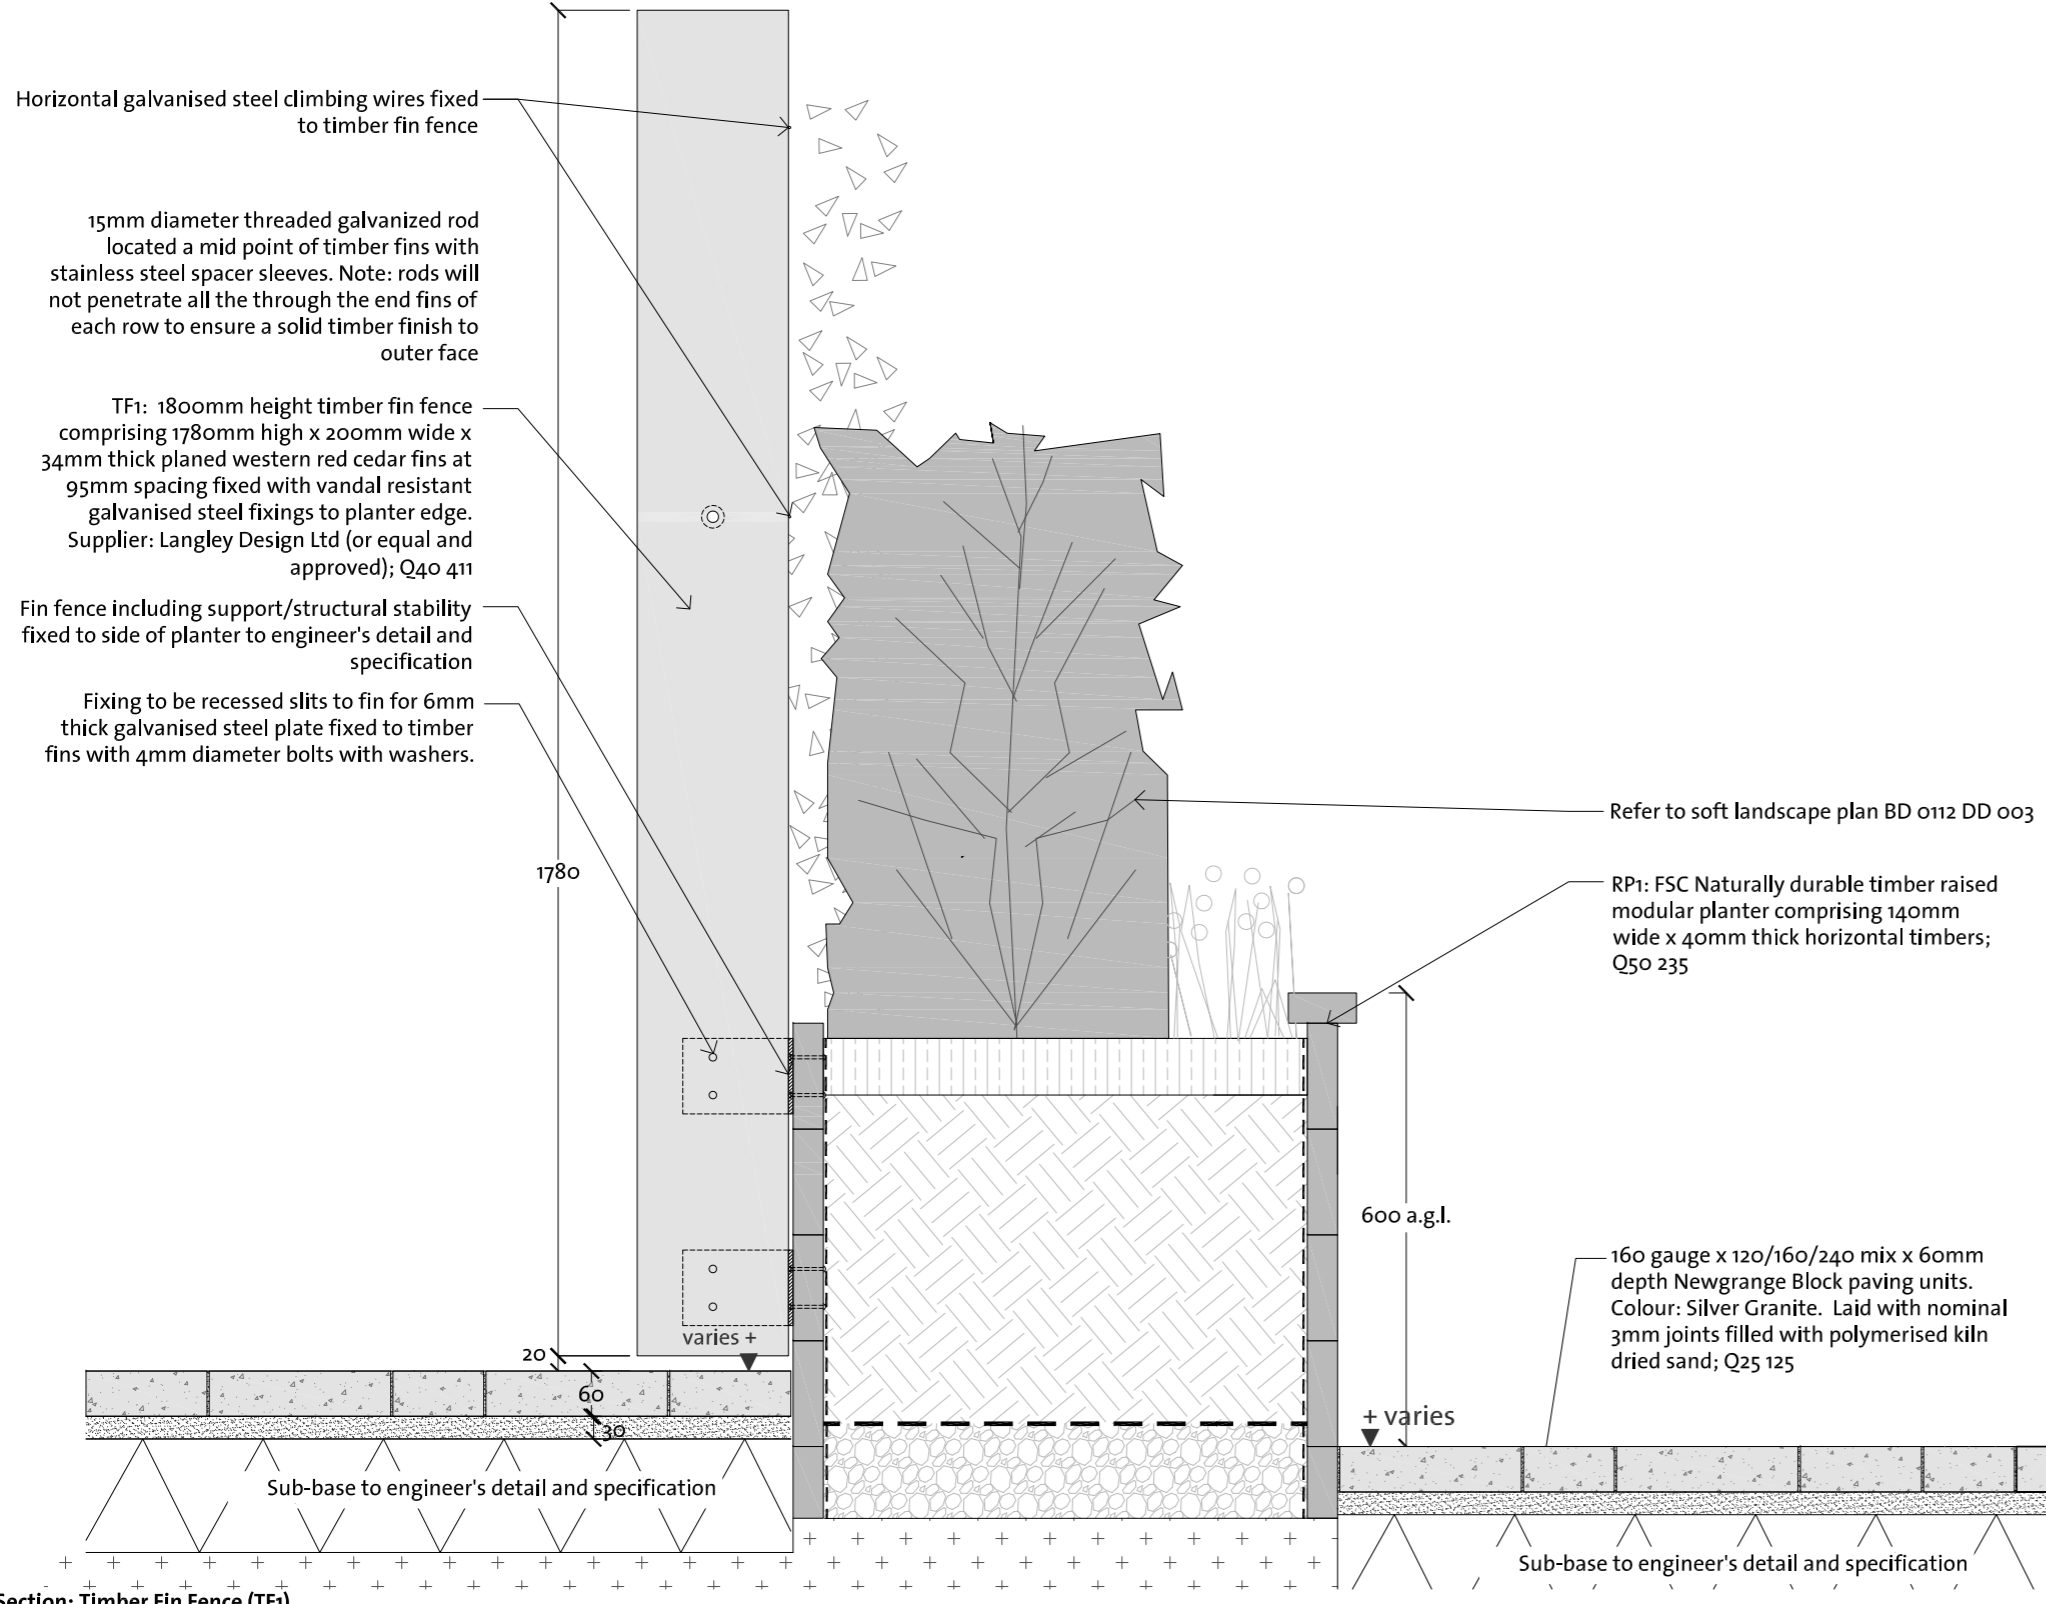 Horizontal galvanised steel climbing wires fixed
to timber fin fence
15mm diameter threaded galvanized rod
located a mid point of timber fins with
stainless steel spacer sleeves. Note: rods will
not penetrate all the through the end fins of
each row to ensure a solid timber finish to
outer face
TF1: 1800mm height timber fin fence
comprising 1780mm high x 200mm wide x
34mm thick planed western red cedar fins at
95mm spacing fixed with vandal resistant
galvanised steel fixings to planter edge.
Supplier: Langley Design Ltd (or equal and
approved); Q40 411
Fin fence including support/structural stability
fixed to side of planter to engineer's detail and
specification
Fixing to be recessed slits to fin for 6mm
thick galvanised steel plate fixed to timber
fins with 4mm diameter bolts with washers.
1780
Refer to soft landscape plan BD 0112 DD 003
RP1: FSC Naturally durable timber raised
modular planter comprising 140mm
wide x 40mm thick horizontal timbers;
Q50 235
600 a.g.l.
160 gauge x 120/160/240 mix x 60mm
depth Newgrange Block paving units.
Colour: Silver Granite. Laid with nominal
3mm joints filled with polymerised kiln
dried sand; Q25 125
varies +
20
60
30
+ varies
Sub-base to engineer's detail and specification
Sub-base to engineer's detail and specification
Section: Timber Fin Fence (TF1)